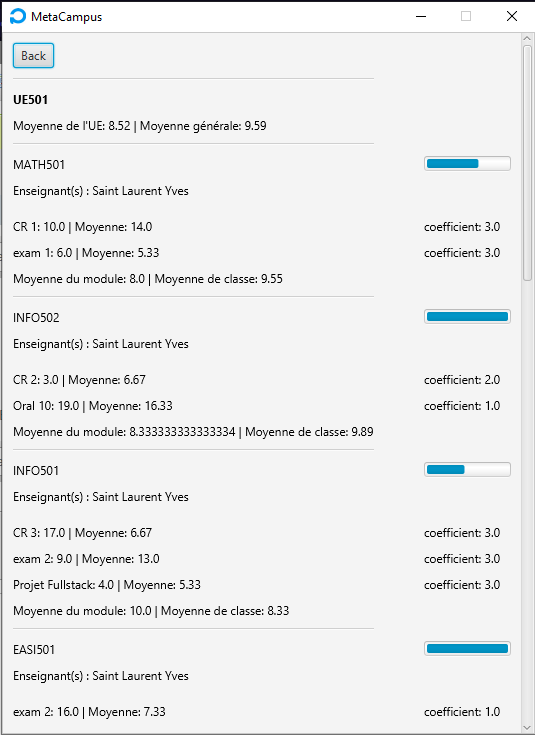 MetaCampus
Back
UE501
Moyenne de l'UE: 8.52 | Moyenne générale: 9.59
MATH501
Enseignant(s) : Saint Laurent Yves
CR 1: 10.0 | Moyenne: 14.0 coefficient: 3.0
exam 1: 6.0 | Moyenne: 5.33 coefficient: 3.0
Moyenne du module: 8.0 | Moyenne de classe: 9.55
INFO502
Enseignant(s) : Saint Laurent Yves
CR 2: 3.0 | Moyenne: 6.67 coefficient: 2.0
Oral 10: 19.0 | Moyenne: 16.33 coefficient: 1.0
Moyenne du module: 8.333333333333334 | Moyenne de classe: 9.89
INFO501
Enseignant(s) : Saint Laurent Yves
CR 3: 17.0 | Moyenne: 6.67 coefficient: 3.0
exam 2: 9.0 | Moyenne: 13.0 coefficient: 3.0
Projet Fullstack: 4.0 | Moyenne: 5.33 coefficient: 3.0
Moyenne du module: 10.0 | Moyenne de classe: 8.33
EASI501
Enseignant(s) : Saint Laurent Yves
exam 2: 16.0 | Moyenne: 7.33 coefficient: 1.0